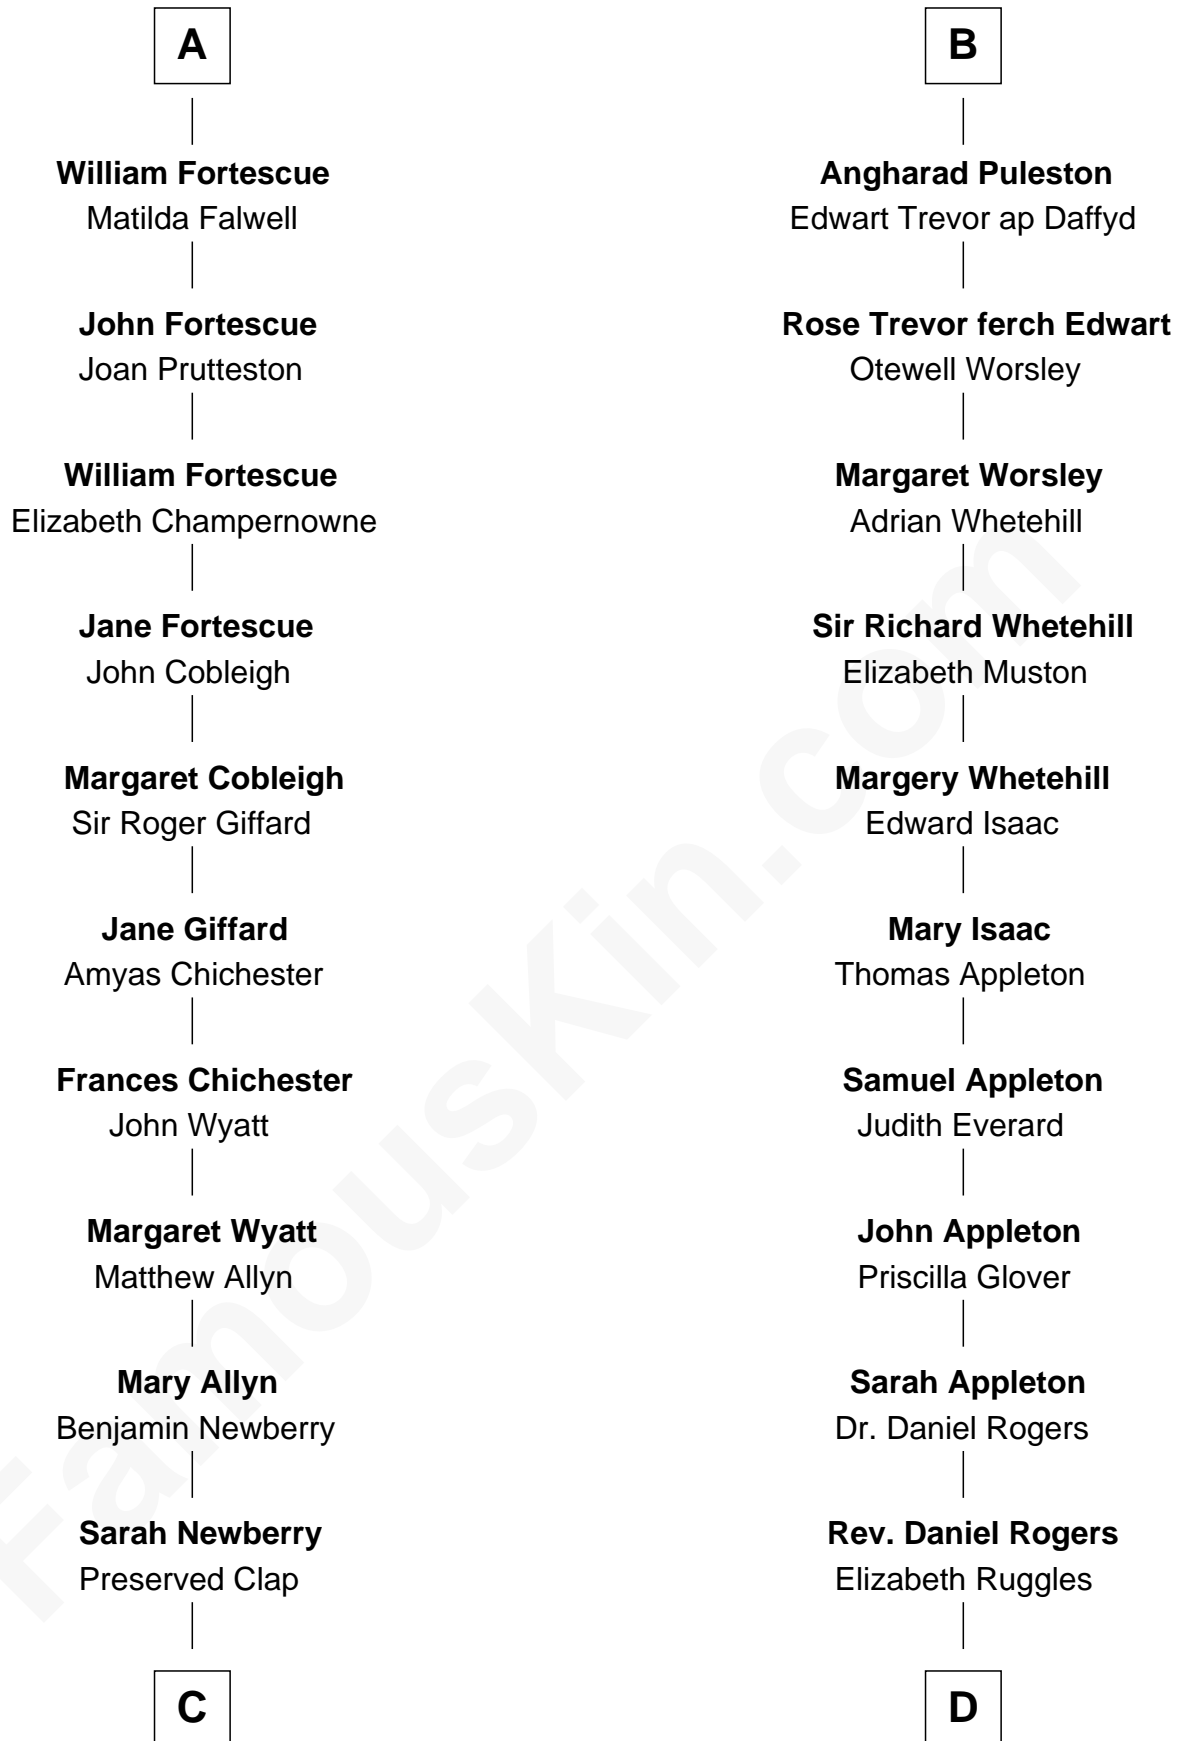 A
William Fortescue
Matilda Falwell
John Fortescue
Joan Prutteston
William Fortescue
Elizabeth Champernowne
Jane Fortescue
John Cobleigh
Margaret Cobleigh
Sir Roger Giffard
Jane Giffard
Amyas Chichester
Frances Chichester
John Wyatt
Margaret Wyatt
Matthew Allyn
Mary Allyn
Benjamin Newberry
Sarah Newberry
Preserved Clap
C
B
Angharad Puleston
Edwart Trevor ap Daffyd
Rose Trevor ferch Edwart
Otewell Worsley
Margaret Worsley
Adrian Whetehill
Sir Richard Whetehill
Elizabeth Muston
Margery Whetehill
Edward Isaac
Mary Isaac
Thomas Appleton
Samuel Appleton
Judith Everard
John Appleton
Priscilla Glover
Sarah Appleton
Dr. Daniel Rogers
Rev. Daniel Rogers
Elizabeth Ruggles
D
FamousKin.com